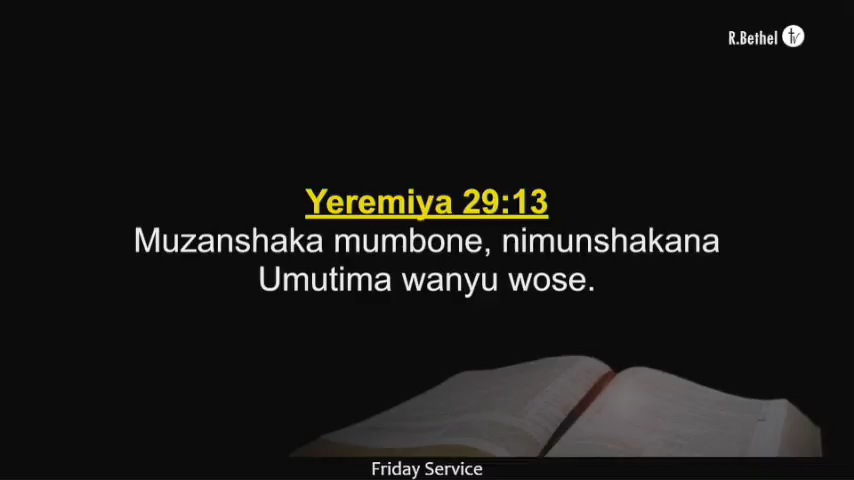 R.Bethel tv
Yeremiya 29:13
Muzanshaka mumbone, nimunshakana
Umutima wanyu wose.
Friday Service